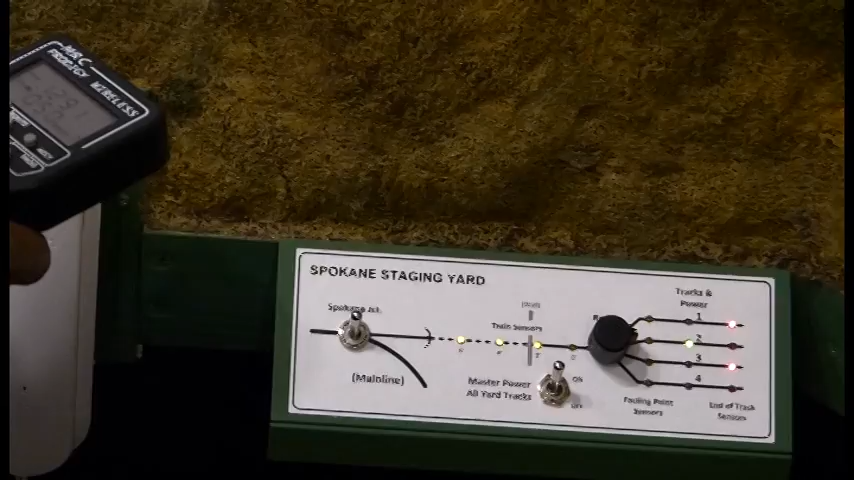 MRC
PRODIGY WIRELESS
SPOKANE STAGING YARD
Spokane Jct.
(Mainline)
Train Sensors
Master Power
All Yard Tracks
ON
OFF
Tracks &
Power
1
2
3
4
Fouling Point
Sensors
End of Track
Sensors